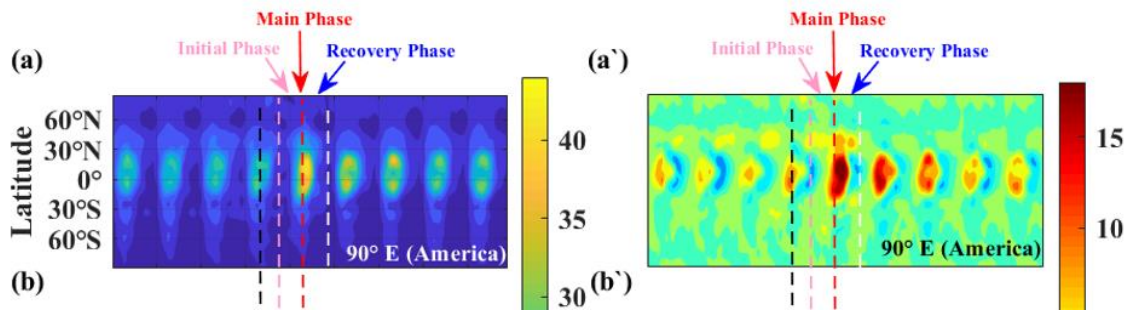 Main Phase
Initial Phase
Recovery Phase
(a)
60°N
30°N
0°
30°S
60°S
Latitude
90° E (America)
40
35
30
(b)
Main Phase
Initial Phase
Recovery Phase
(a`)
90° E (America)
15
10
(b`)